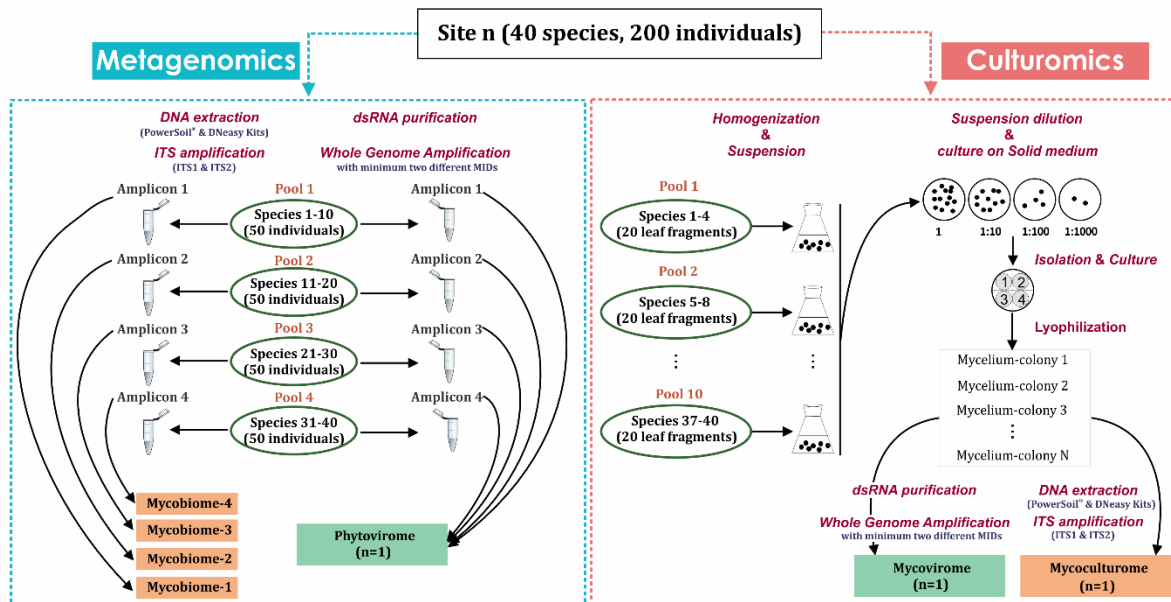 Site n (40 species, 200 individuals)
Metagenomics
Culturomics
DNA extraction
(PowerSoil® & DNeasy Kits)
ITS amplification
(ITS1 & ITS2)
dsRNA purification
Whole Genome Amplification
with minimum two different MIDs
Amplicon 1
Pool 1
Species 1-10
(50 individuals)
Amplicon 1
Amplicon 2
Pool 2
Species 11-20
(50 individuals)
Amplicon 2
Amplicon 3
Pool 3
Species 21-30
(50 individuals)
Amplicon 3
Amplicon 4
Pool 4
Species 31-40
(50 individuals)
Amplicon 4
Mycobiome-4
Mycobiome-3
Mycobiome-2
Mycobiome-1
Phytovirome
(n=1)
Homogenization
&
Suspension
Pool 1
Species 1-4
(20 leaf fragments)
Pool 2
Species 5-8
(20 leaf fragments)
⋮
⋮
Pool 10
Species 37-40
(20 leaf fragments)
Suspension dilution
&
culture on Solid medium
1 1:10 1:100 1:1000
Isolation & Culture
1 2
3 4
Lyophilization
Mycelium-colony 1
Mycelium-colony 2
Mycelium-colony 3
⋮
Mycelium-colony N
dsRNA purification
Whole Genome Amplification
with minimum two different MIDs
DNA extraction
(PowerSoil® & DNeasy Kits)
ITS amplification
(ITS1 & ITS2)
Mycovirome
(n=1)
Mycoculturome
(n=1)